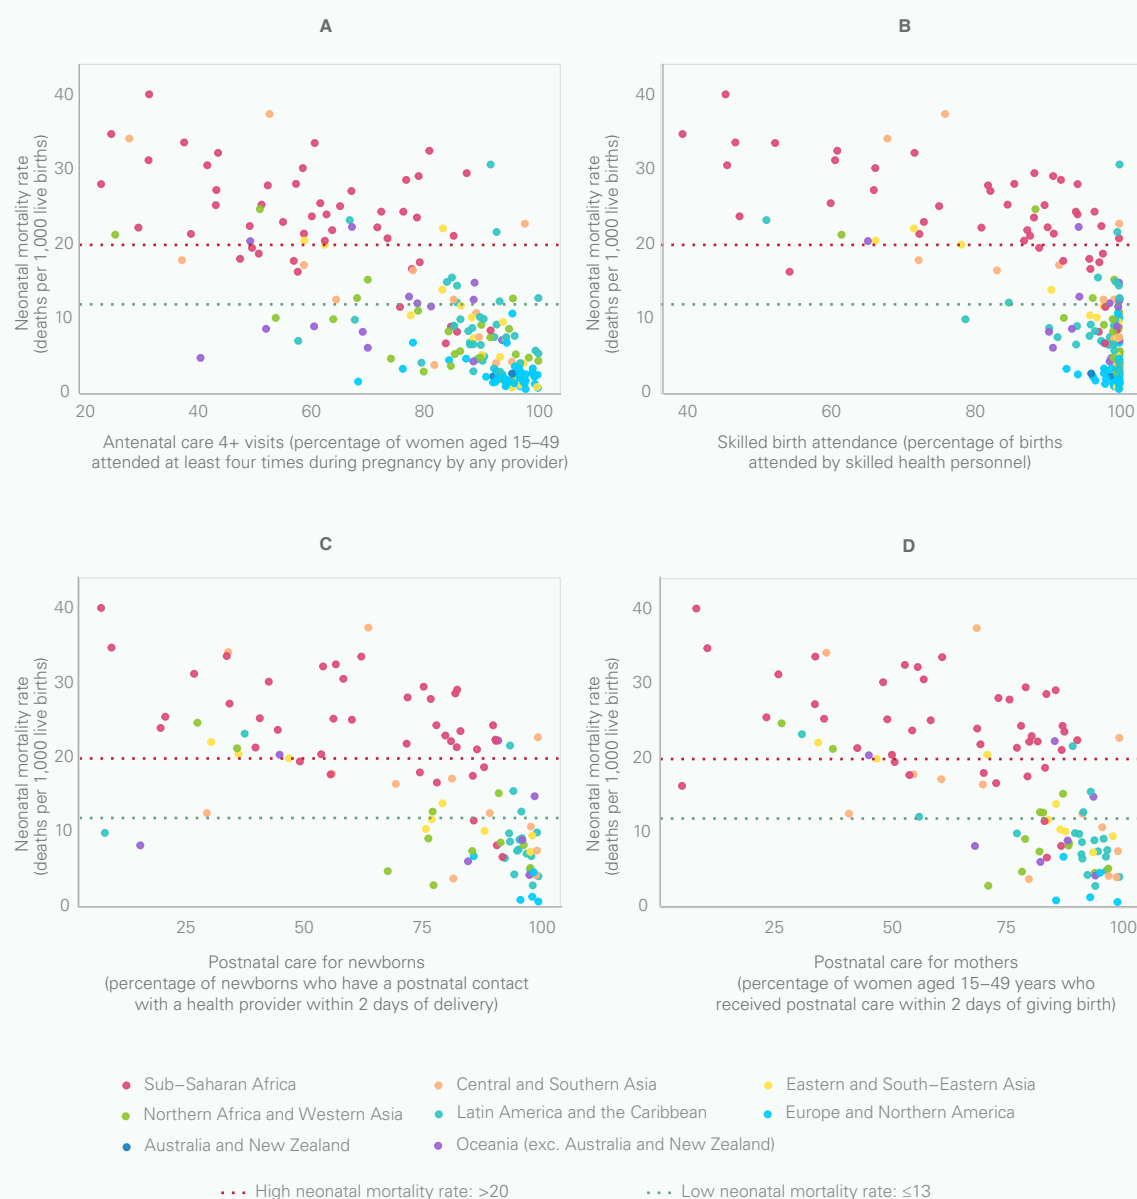 A
Neonatal mortality rate
(deaths per 1,000 live births)
40
30
20
10
0
20 40 60 80 100
Antenatal care 4+ visits (percentage of women aged 15–49
attended at least four times during pregnancy by any provider)
B
Neonatal mortality rate
(deaths per 1,000 live births)
40
30
20
10
0
40 60 80 100
Skilled birth attendance (percentage of births
attended by skilled health personnel)
C
Neonatal mortality rate
(deaths per 1,000 live births)
40
30
20
10
0
25 50 75 100
Postnatal care for newborns
(percentage of newborns who have a postnatal contact
with a health provider within 2 days of delivery)
D
Neonatal mortality rate
(deaths per 1,000 live births)
40
30
20
10
0
25 50 75 100
Postnatal care for mothers
(percentage of women aged 15–49 years who
received postnatal care within 2 days of giving birth)
Sub–Saharan Africa
Central and Southern Asia
Eastern and South–Eastern Asia
Northern Africa and Western Asia
Latin America and the Caribbean
Europe and Northern America
Australia and New Zealand
Oceania (exc. Australia and New Zealand)
High neonatal mortality rate: >20
Low neonatal mortality rate: ≤13